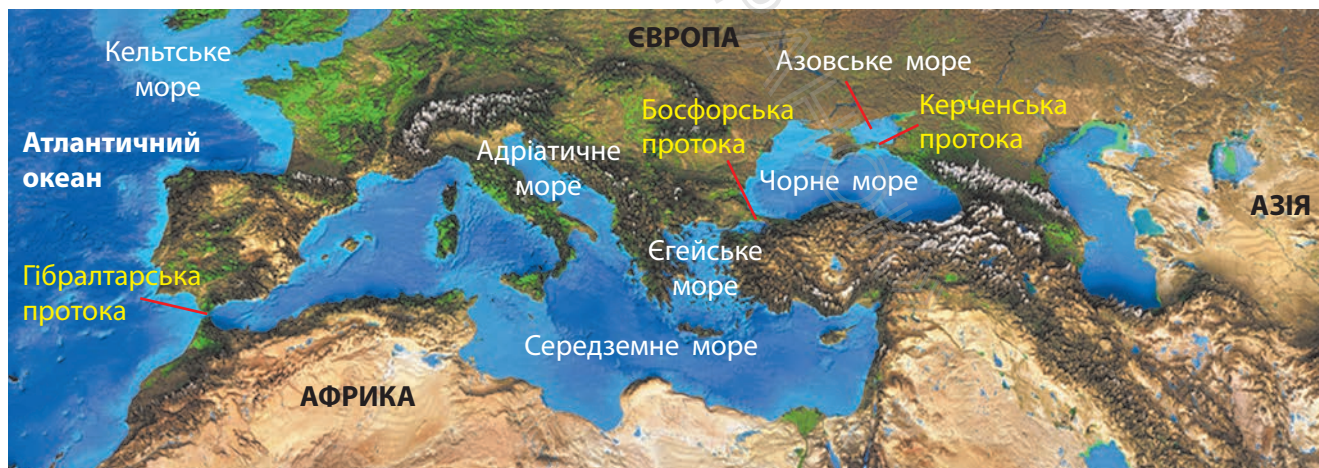 ЄВРОПА
Кельтське
море
Азовське море
Босфорська
протока
Керченська
протока
Атлантичний
океан
Адріатичне
море
Чорне море
АЗІЯ
Єгейське
море
Гібралтарська
протока
Середземне море
АФРИКА